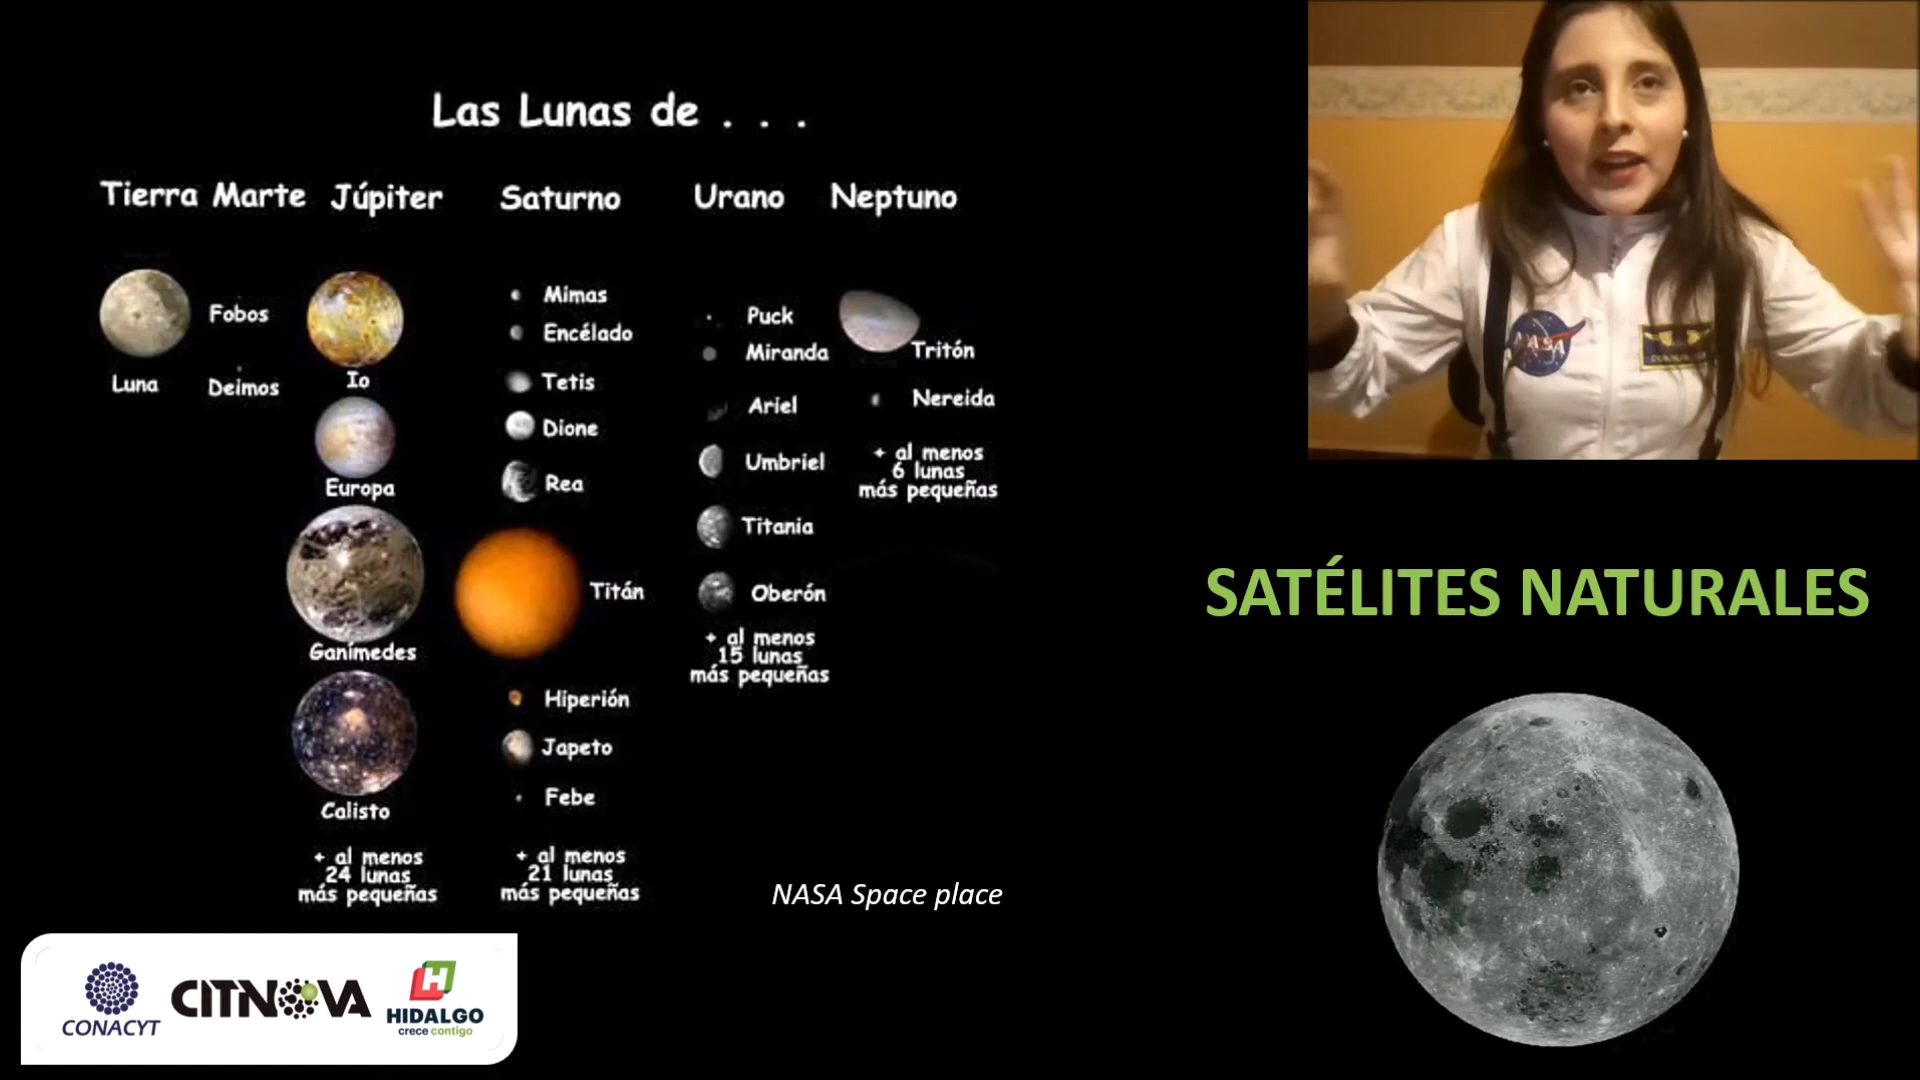 Las Lunas de . . .
Tierra Marte Júpiter Saturno Urano Neptuno
Luna
Fobos
Deimos
Io
Europa
Ganímedes
Calisto
+ al menos
24 lunas
más pequeñas
Mimas
Encélado
Tetis
Dione
Rea
Titán
Hiperión
Japeto
Febe
+ al menos
21 lunas
más pequeñas
Puck
Miranda
Ariel
Umbriel
Titania
Oberón
+ al menos
15 lunas
más pequeñas
Tritón
Nereida
+ al menos
6 lunas
más pequeñas
NASA Space place
NASA
SATÉLITES NATURALES
CONACYT
CITNOVA
H
HIDALGO
crece contigo